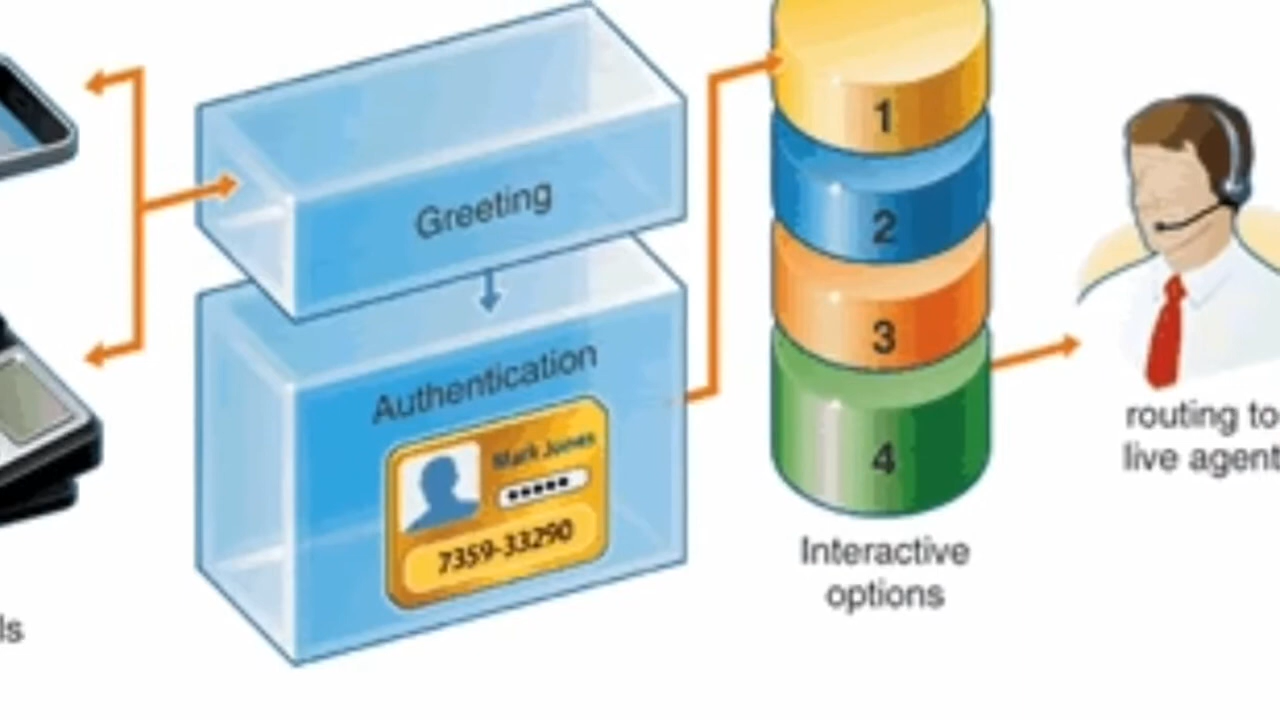 Greeting
Authentication
Mark Jones
7359-33290
1
2
3
4
Interactive
options
routing to
live agent
ls